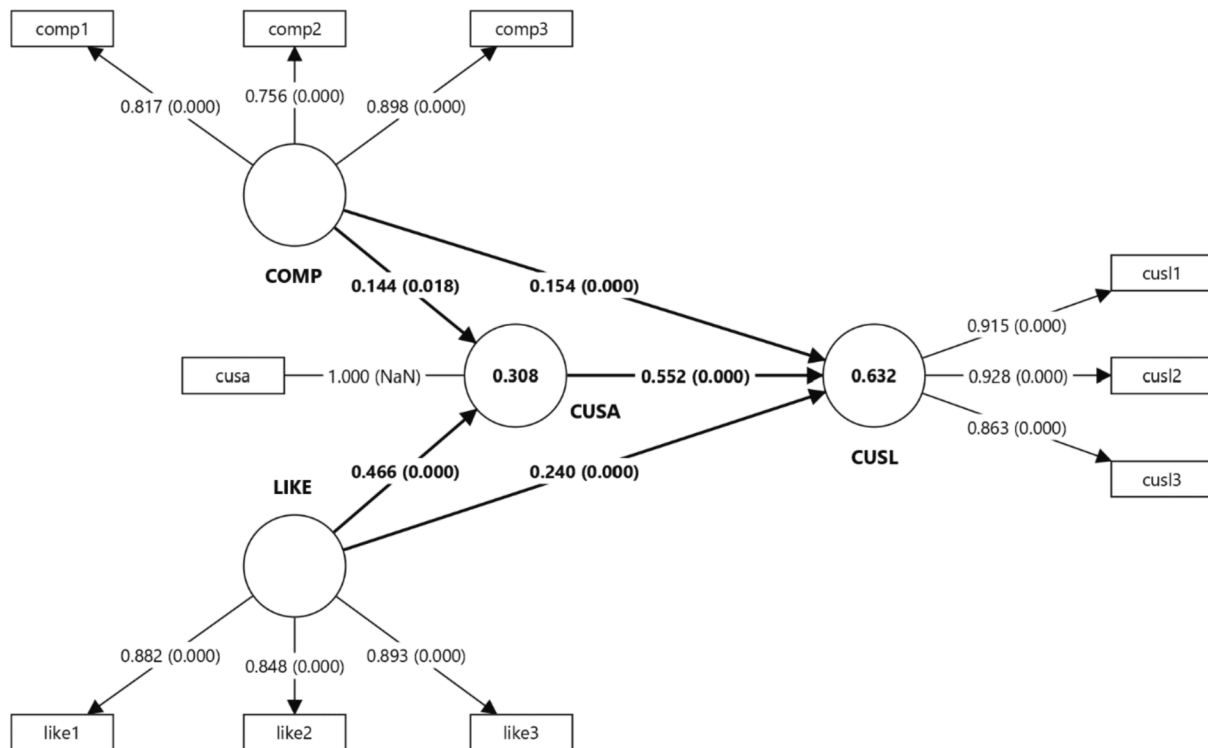 comp1
comp2
comp3
0.817 (0.000)
0.756 (0.000)
0.898 (0.000)
COMP
0.144 (0.018)
0.154 (0.000)
cusl1
0.915 (0.000)
cusa
1.000 (NaN)
0.308
0.552 (0.000)
0.632
0.928 (0.000)
cusl2
CUSA
0.863 (0.000)
CUSL
0.466 (0.000)
0.240 (0.000)
cusl3
LIKE
0.882 (0.000)
0.848 (0.000)
0.893 (0.000)
like1
like2
like3